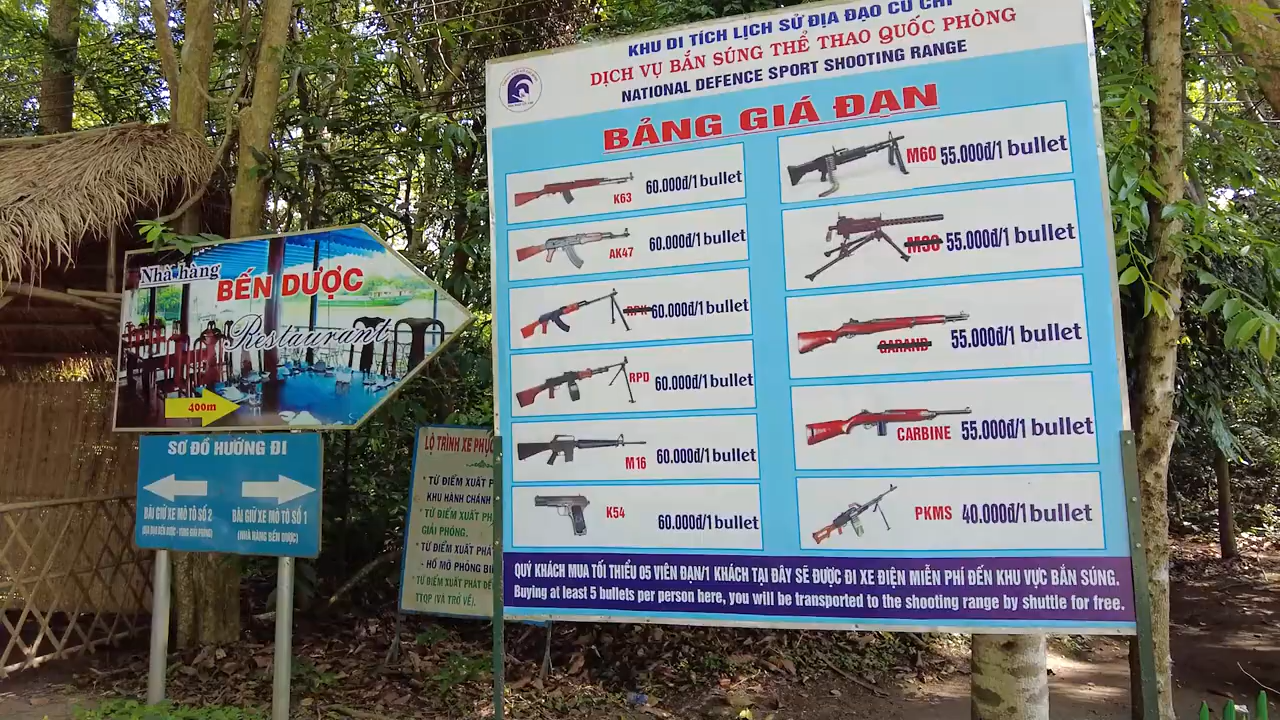 KHU DI TÍCH LỊCH SỬ ĐỊA ĐẠO CỦ CHI
DỊCH VỤ BẮN SÚNG THỂ THAO QUỐC PHÒNG
NATIONAL DEFENCE SPORT SHOOTING RANGE
BẢNG GIÁ ĐẠN
K63 60.000đ/1 bullet
AK47 60.000đ/1 bullet
60.000đ/1 bullet
RPD 60.000đ/1 bullet
M16 60.000đ/1 bullet
K54 60.000đ/1 bullet
M60 55.000đ/1 bullet
M30 55.000đ/1 bullet
GARAND 55.000đ/1 bullet
CARBINE 55.000đ/1 bullet
PKMS 40.000đ/1 bullet
QUÝ KHÁCH MUA TỐI THIỂU 05 VIÊN ĐẠN/1 KHÁCH TẠI ĐÂY SẼ ĐƯỢC ĐI XE ĐIỆN MIỄN PHÍ ĐẾN KHU VỰC BẮN SÚNG.
Buying at least 5 bullets per person here, you will be transported to the shooting range by shuttle for free.
Nhà hàng
BẾN DƯỢC
Restaurant
400m
SƠ ĐỒ HƯỚNG ĐI
BÃI GIỮ XE MÔ TÔ SỐ 2
BÃI GIỮ XE MÔ TÔ SỐ 1
(NHÀ HÀNG BẾN DƯỢC)
LỘ TRÌNH XE PHỤC
* TỪ ĐIỂM XUẤT P
KHU HÀNH CHÁNH
* TỪ ĐIỂM XUẤT PH
GIẢI PHÓNG.
* TỪ ĐIỂM XUẤT PHÁT
- HỒ MÔ PHỎNG BI
* TỪ ĐIỂM XUẤT PHÁT ĐẾ
TTQP (VÀ TRỞ VỀ).